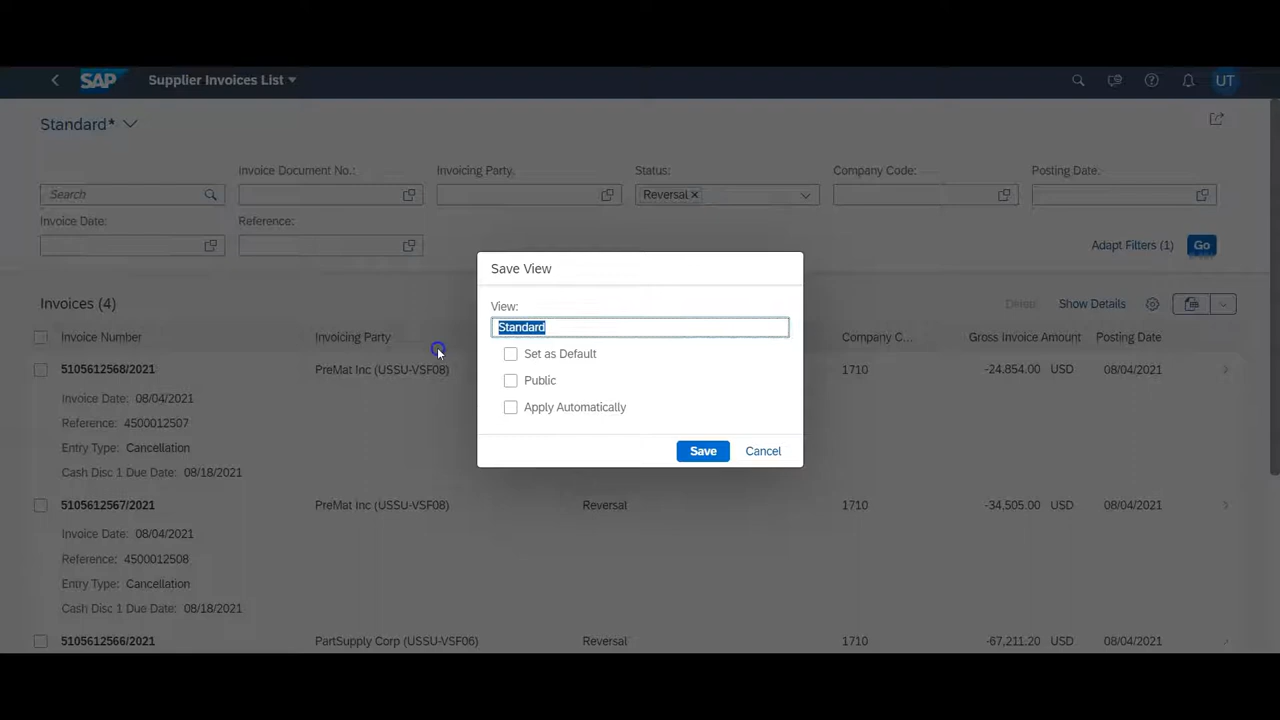 SAP Supplier Invoices List UT
Standard*
Invoice Document No.: Invoicing Party: Status: Company Code: Posting Date:
Search Reversal
Invoice Date: Reference:
Adapt Filters (1) Go
Save View
View:
Standard
Set as Default
Public
Apply Automatically
Save Cancel
Invoices (4) Show Details
Invoice Number Invoicing Party Company C... Gross Invoice Amount Posting Date
5105612568/2021 PreMat Inc (USSU-VSF08) 1710 -24,854.00 USD 08/04/2021
Invoice Date: 08/04/2021
Reference: 4500012507
Entry Type: Cancellation
Cash Disc 1 Due Date: 08/18/2021
5105612567/2021 PreMat Inc (USSU-VSF08) Reversal 1710 -34,505.00 USD 08/04/2021
Invoice Date: 08/04/2021
Reference: 4500012508
Entry Type: Cancellation
Cash Disc 1 Due Date: 08/18/2021
5105612566/2021 PartSupply Corp (USSU-VSF06) Reversal 1710 -67,211.20 USD 08/04/2021